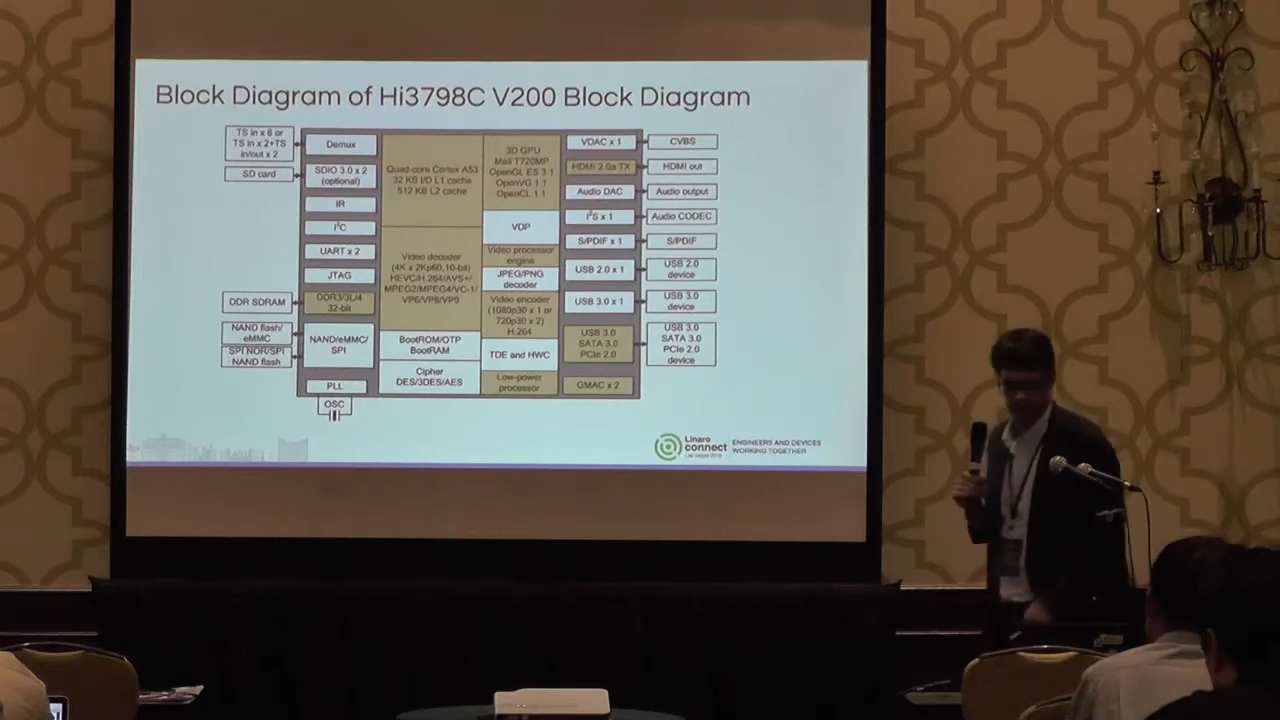 Block Diagram of Hi3798C V200 Block Diagram
TS in x 6 or
TS in x 2+TS
in/out x 2
SD card
DDR SDRAM
NAND flash/
eMMC
SPI NOR/SPI
NAND flash
Demux
SDIO 3.0 x 2
(optional)
IR
I²C
UART x 2
JTAG
DDR3/3L/4
32-bit
NAND/eMMC/
SPI
PLL
OSC
Quad core Cortex A53
32 KB I/D L1 cache
512 KB L2 cache
Video decoder
(4K x 2Kp60,10-bit)
HEVC/H.264/AVS+/
MPEG2/MPEG4/VC-1/
VP6/VP8/VP9
BootROM/OTP
BootRAM
Cipher
DES/3DES/AES
3D GPU
Mali T720MP
OpenGL ES 3.1
OpenVG 1.1
OpenCL 1.1
VDP
Video processor
engine
JPEG/PNG
decoder
Video encoder
(1080p30 x 1 or
720p30 x 2)
H.264
TDE and HWC
Low-power
processor
VDAC x 1
HDMI 2.0a TX
Audio DAC
I²S x 1
S/PDIF x 1
USB 2.0 x 1
USB 3.0 x 1
USB 3.0
SATA 3.0
PCIe 2.0
GMAC x 2
CVBS
HDMI out
Audio output
Audio CODEC
S/PDIF
USB 2.0
device
USB 3.0
device
USB 3.0
SATA 3.0
PCIe 2.0
device
Linaro
connect
Las Vegas 2016
ENGINEERS AND DEVICES
WORKING TOGETHER